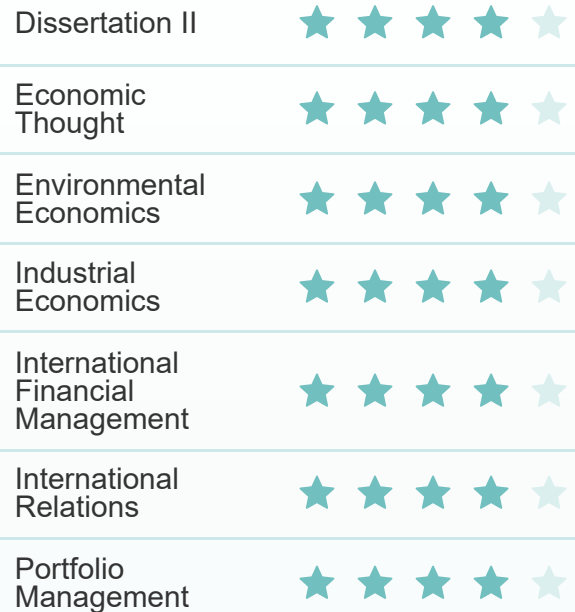 Dissertation II
Economic
Thought
Environmental
Economics
Industrial
Economics
International
Financial
Management
International
Relations
Portfolio
Management